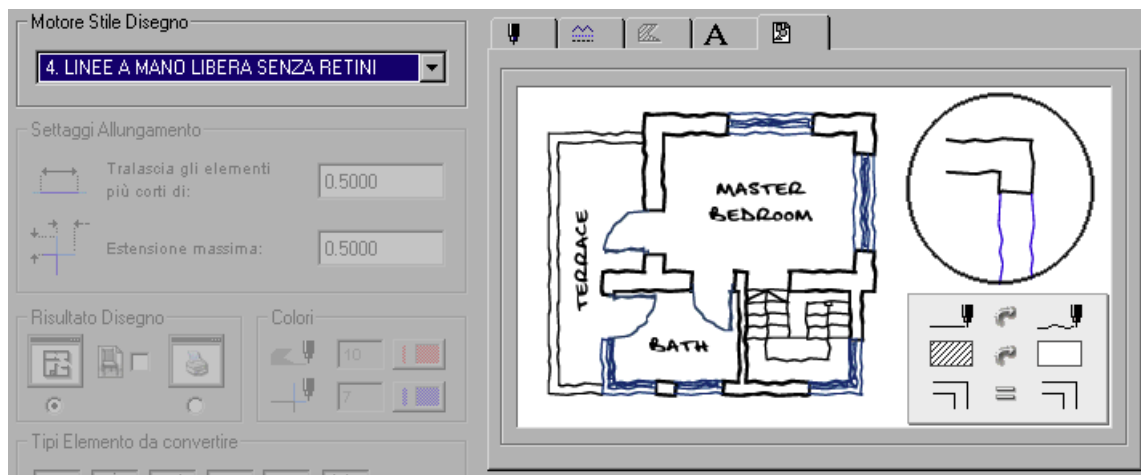 Motore Stile Disegno
4. LINEE A MANO LIBERA SENZA RETINI
Settaggi Allungamento
Tralascia gli elementi
più corti di:
0.5000
Estensione massima:
0.5000
Risultato Disegno
Colori
10
7
Tipi Elemento da convertire
A
MASTER
BEDROOM
TERRACE
BATH